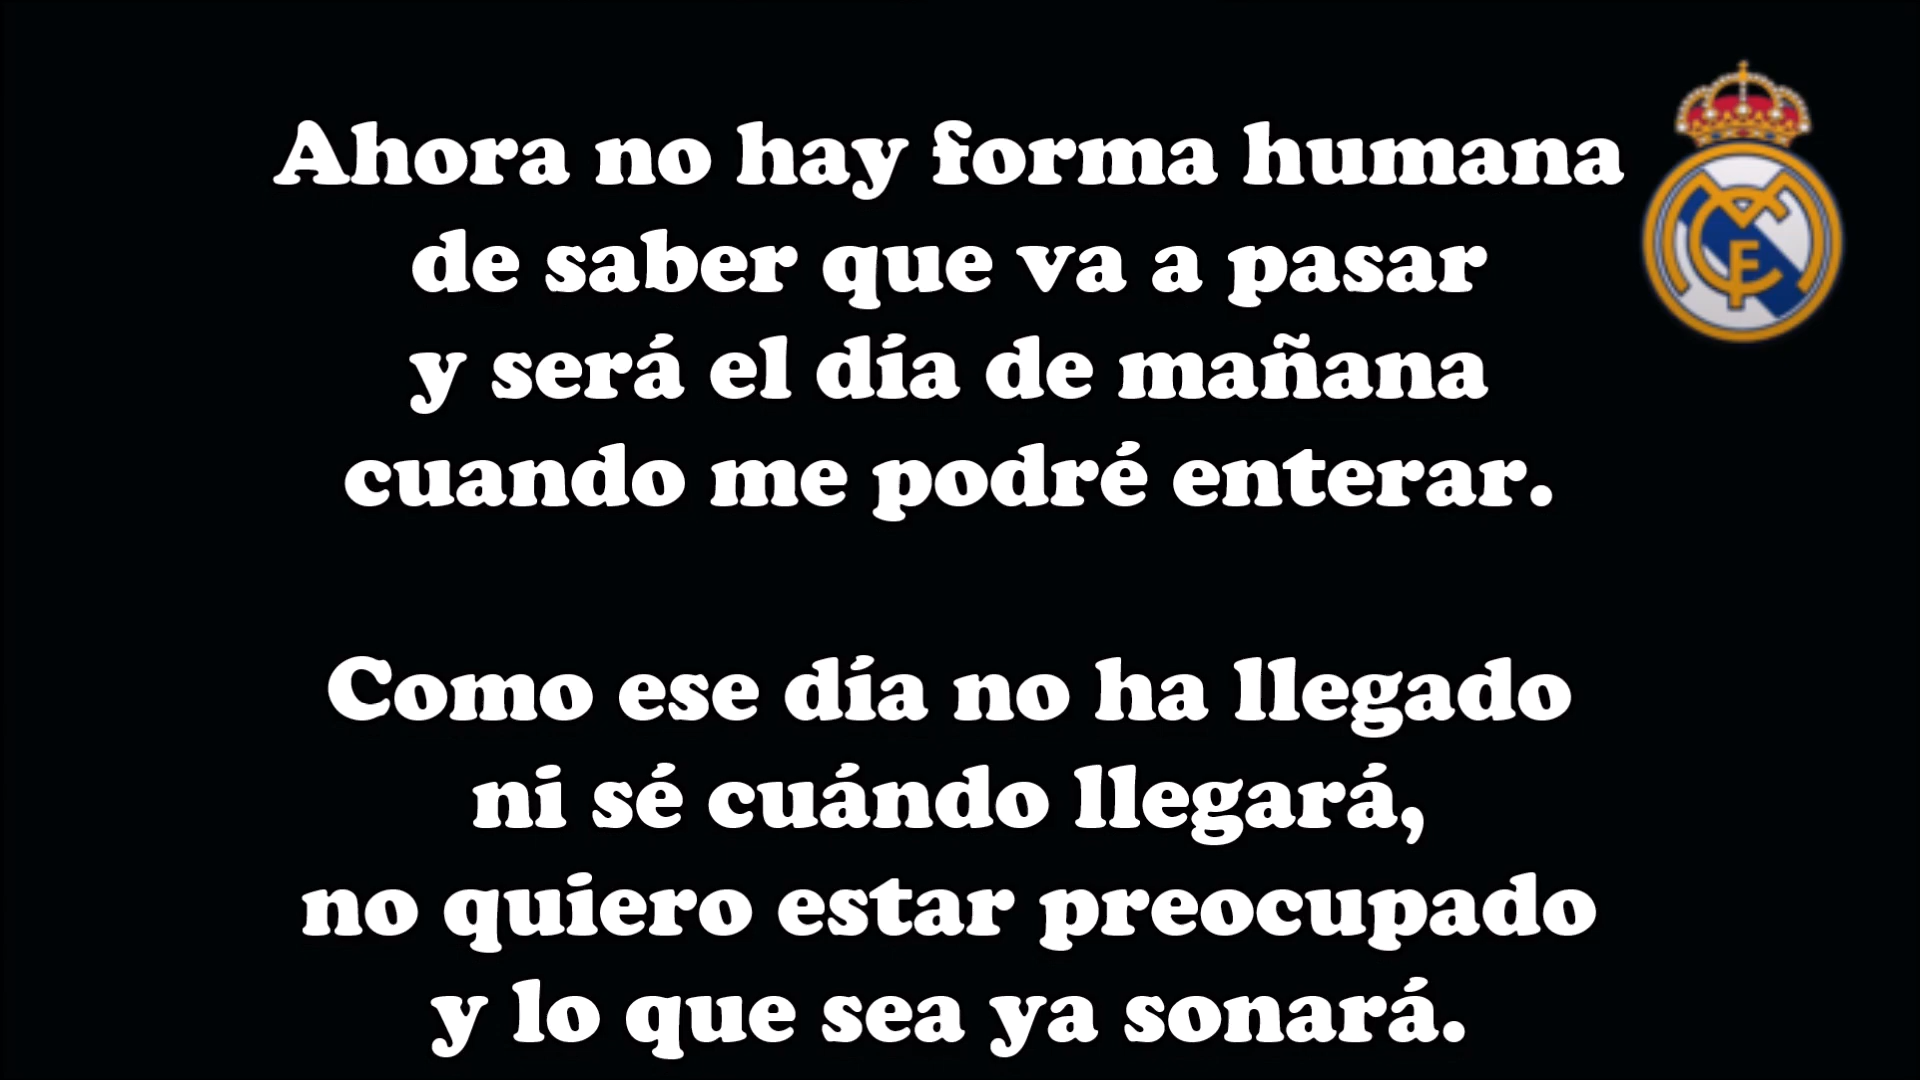 Ahora no hay forma humana
de saber que va a pasar
y será el día de mañana
cuando me podré enterar.
Como ese día no ha llegado
ni sé cuándo llegará,
no quiero estar preocupado
y lo que sea ya sonará.